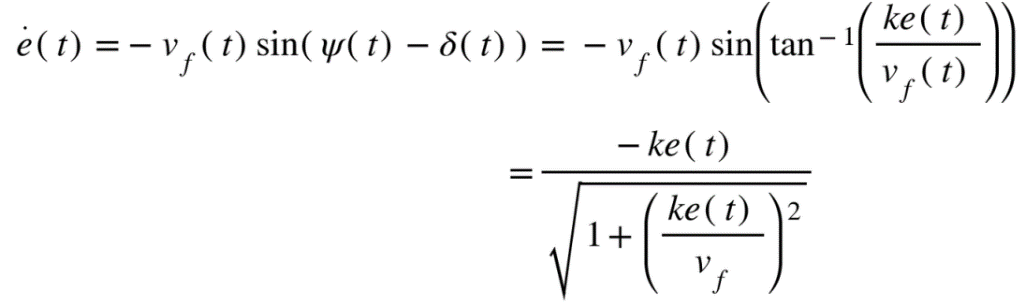 ė(t) = − v_f(t) sin(ψ(t) − δ(t)) = − v_f(t) sin(tan⁻¹(ke(t)/v_f(t)))
= −ke(t) / √(1 + (ke(t)/v_f)²)